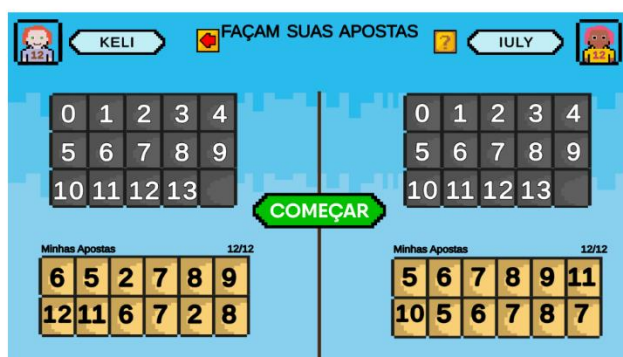 FAÇAM SUAS APOSTAS
12 KELI ? IULY 12
0 1 2 3 4
5 6 7 8 9
10 11 12 13
0 1 2 3 4
5 6 7 8 9
10 11 12 13
COMEÇAR
Minhas Apostas 12/12
6 5 2 7 8 9
12 11 6 7 2 8
Minhas Apostas 12/12
5 6 7 8 9 11
10 5 6 7 8 7